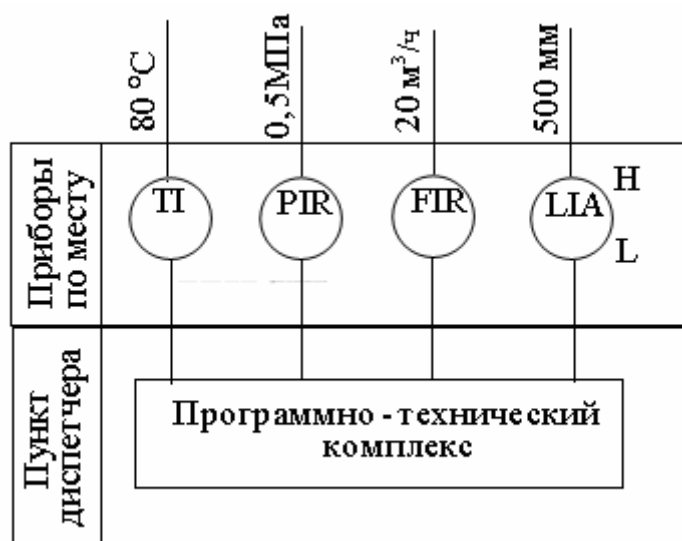 80 °C
0,5МПа
20 м³/ч
500 мм
Приборы
по месту
TI
PIR
FIR
LIA
H
L
Пункт
диспетчера
Программно - технический
комплекс